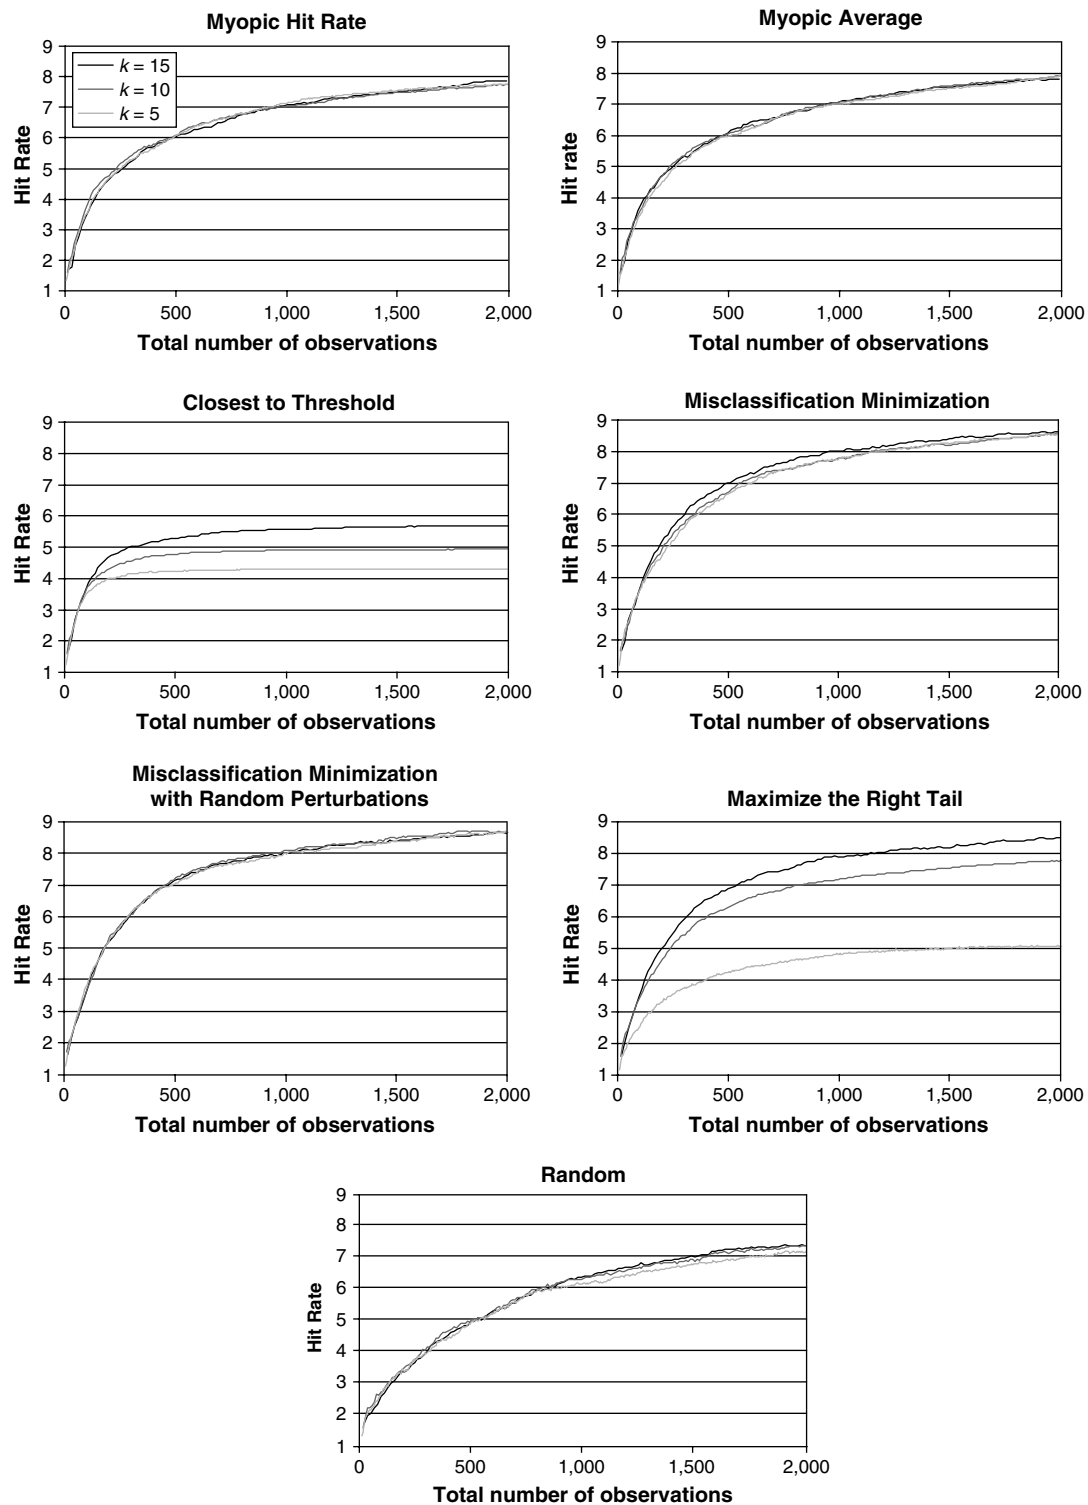 Myopic Hit Rate
9
8
7
6
5
4
3
2
1
Hit Rate
k = 15
k = 10
k = 5
0 500 1,000 1,500 2,000
Total number of observations
Myopic Average
9
8
7
6
5
4
3
2
1
Hit rate
0 500 1,000 1,500 2,000
Total number of observations
Closest to Threshold
9
8
7
6
5
4
3
2
1
Hit Rate
0 500 1,000 1,500 2,000
Total number of observations
Misclassification Minimization
9
8
7
6
5
4
3
2
1
Hit Rate
0 500 1,000 1,500 2,000
Total number of observations
Misclassification Minimization
with Random Perturbations
9
8
7
6
5
4
3
2
1
Hit Rate
0 500 1,000 1,500 2,000
Total number of observations
Maximize the Right Tail
9
8
7
6
5
4
3
2
1
Hit Rate
0 500 1,000 1,500 2,000
Total number of observations
Random
9
8
7
6
5
4
3
2
1
Hit Rate
0 500 1,000 1,500 2,000
Total number of observations